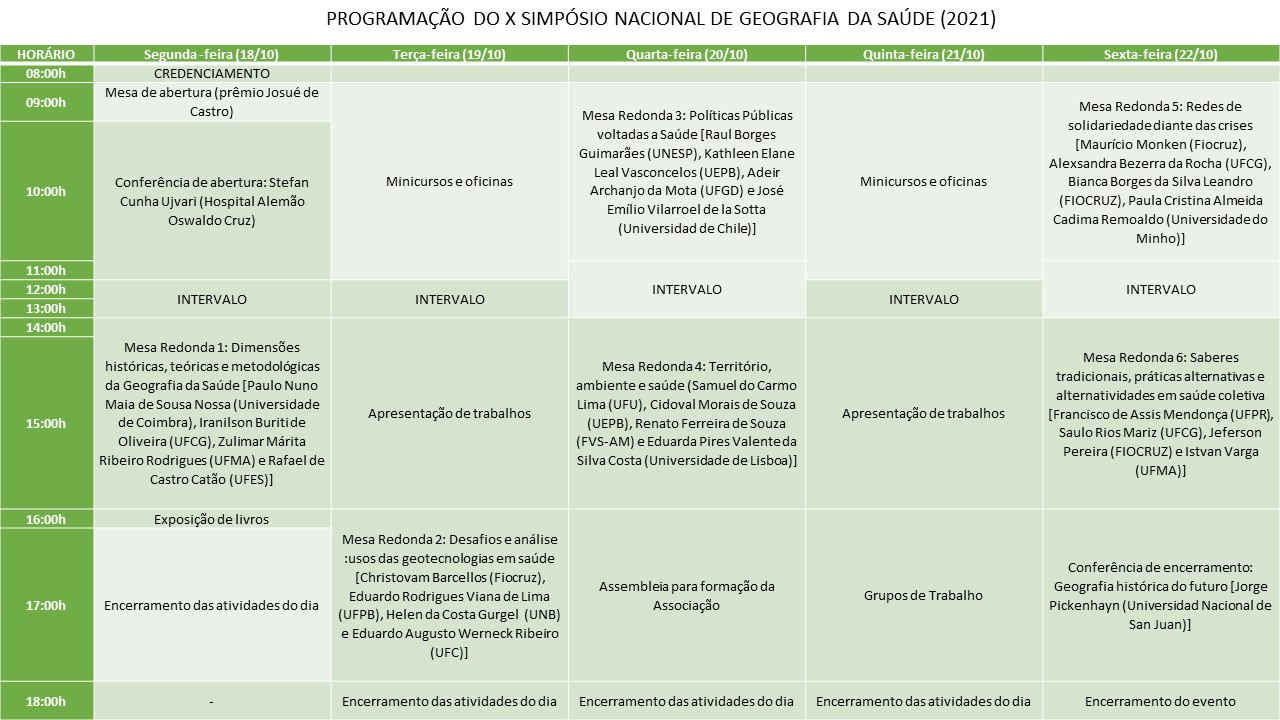 PROGRAMAÇÃO DO X SIMPÓSIO NACIONAL DE GEOGRAFIA DA SAÚDE (2021)
HORÁRIO
Segunda -feira (18/10)
Terça-feira (19/10)
Quarta-feira (20/10)
Quinta-feira (21/10)
Sexta-feira (22/10)
08:00h
CREDENCIAMENTO
09:00h
Mesa de abertura (prêmio Josué de
Castro)
10:00h
Conferência de abertura: Stefan
Cunha Ujvari (Hospital Alemão
Oswaldo Cruz)
Minicursos e oficinas
Mesa Redonda 3: Políticas Públicas
voltadas a Saúde [Raul Borges
Guimarães (UNESP), Kathleen Elane
Leal Vasconcelos (UEPB), Adeir
Archanjo da Mota (UFGD) e José
Emílio Vilarroel de la Sotta
(Universidad de Chile)]
Minicursos e oficinas
Mesa Redonda 5: Redes de
solidariedade diante das crises
[Maurício Monken (Fiocruz),
Alexsandra Bezerra da Rocha (UFCG),
Bianca Borges da Silva Leandro
(FIOCRUZ), Paula Cristina Almeida
Cadima Remoaldo (Universidade do
Minho)]
11:00h
12:00h
13:00h
INTERVALO
INTERVALO
INTERVALO
INTERVALO
INTERVALO
14:00h
15:00h
Mesa Redonda 1: Dimensões
históricas, teóricas e metodológicas
da Geografia da Saúde [Paulo Nuno
Maia de Sousa Nossa (Universidade
de Coimbra), Iranilson Buriti de
Oliveira (UFCG), Zulimar Márita
Ribeiro Rodrigues (UFMA) e Rafael de
Castro Catão (UFES)]
Apresentação de trabalhos
Mesa Redonda 4: Território,
ambiente e saúde (Samuel do Carmo
Lima (UFU), Cidoval Morais de Souza
(UEPB), Renato Ferreira de Souza
(FVS-AM) e Eduarda Pires Valente da
Silva Costa (Universidade de Lisboa)]
Apresentação de trabalhos
Mesa Redonda 6: Saberes
tradicionais, práticas alternativas e
alternatividades em saúde coletiva
[Francisco de Assis Mendonça (UFPR),
Saulo Rios Mariz (UFCG), Jeferson
Pereira (FIOCRUZ) e Istvan Varga
(UFMA)]
16:00h
Exposição de livros
17:00h
Encerramento das atividades do dia
Mesa Redonda 2: Desafios e análise
:usos das geotecnologias em saúde
[Christovam Barcellos (Fiocruz),
Eduardo Rodrigues Viana de Lima
(UFPB), Helen da Costa Gurgel (UNB)
e Eduardo Augusto Werneck Ribeiro
(UFC)]
Assembleia para formação da
Associação
Grupos de Trabalho
Conferência de encerramento:
Geografia histórica do futuro [Jorge
Pickenhayn (Universidad Nacional de
San Juan)]
18:00h
-
Encerramento das atividades do dia
Encerramento das atividades do dia
Encerramento das atividades do dia
Encerramento do evento